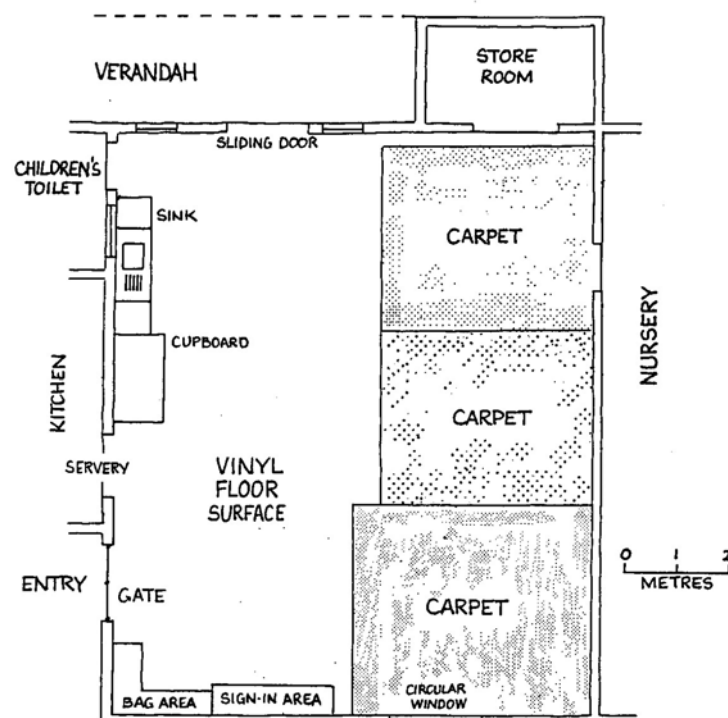 VERANDAH
STORE
ROOM
SLIDING DOOR
CHILDREN'S
TOILET
SINK
CARPET
CUPBOARD
KITCHEN
NURSERY
CARPET
SERVERY
VINYL
FLOOR
SURFACE
0 1 2
METRES
ENTRY
GATE
CARPET
BAG AREA
SIGN-IN AREA
CIRCULAR
WINDOW